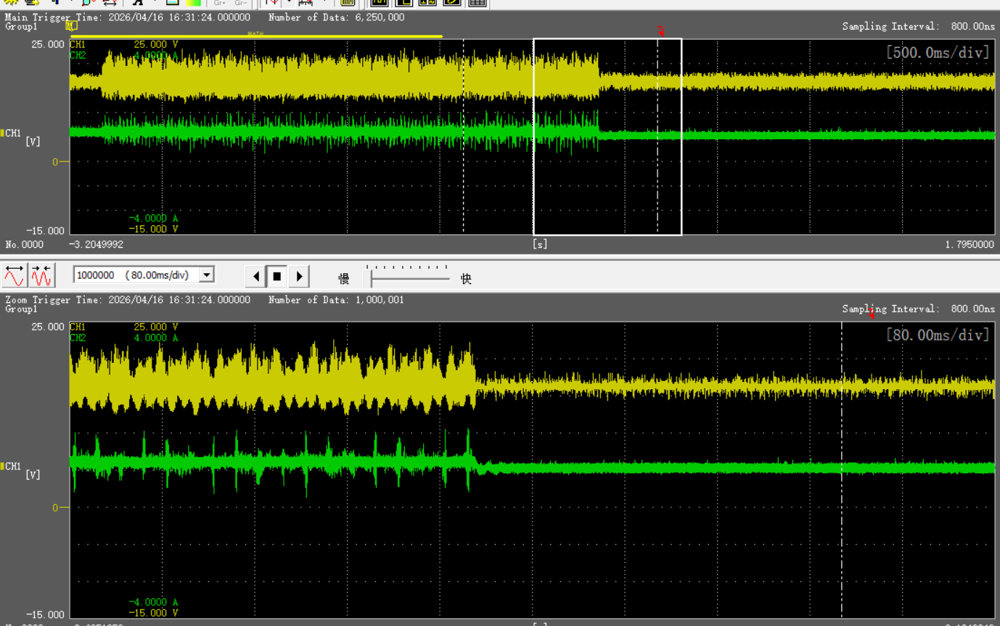 Gr+ Gr-
Main Trigger Time: 2026/04/16 16:31:24.000000 Number of Data: 6,250,000
Group1
Sampling Interval: 800.00ns
MATH
25.000 CH1 25.000 V
CH2 4.0000 A
[500.0ms/div]
CH1
[V]
0
-4.0000 A
-15.000 -15.000 V
No.0000 -3.2049992 [s] 1.7950000
1000000 (80.00ms/div) 慢 快
Zoom Trigger Time: 2026/04/16 16:31:24.000000 Number of Data: 1,000,001
Group1
Sampling Interval: 800.00ns
25.000 CH1 25.000 V
CH2 4.0000 A
[80.00ms/div]
CH1
[V]
0
-4.0000 A
-15.000 -15.000 V